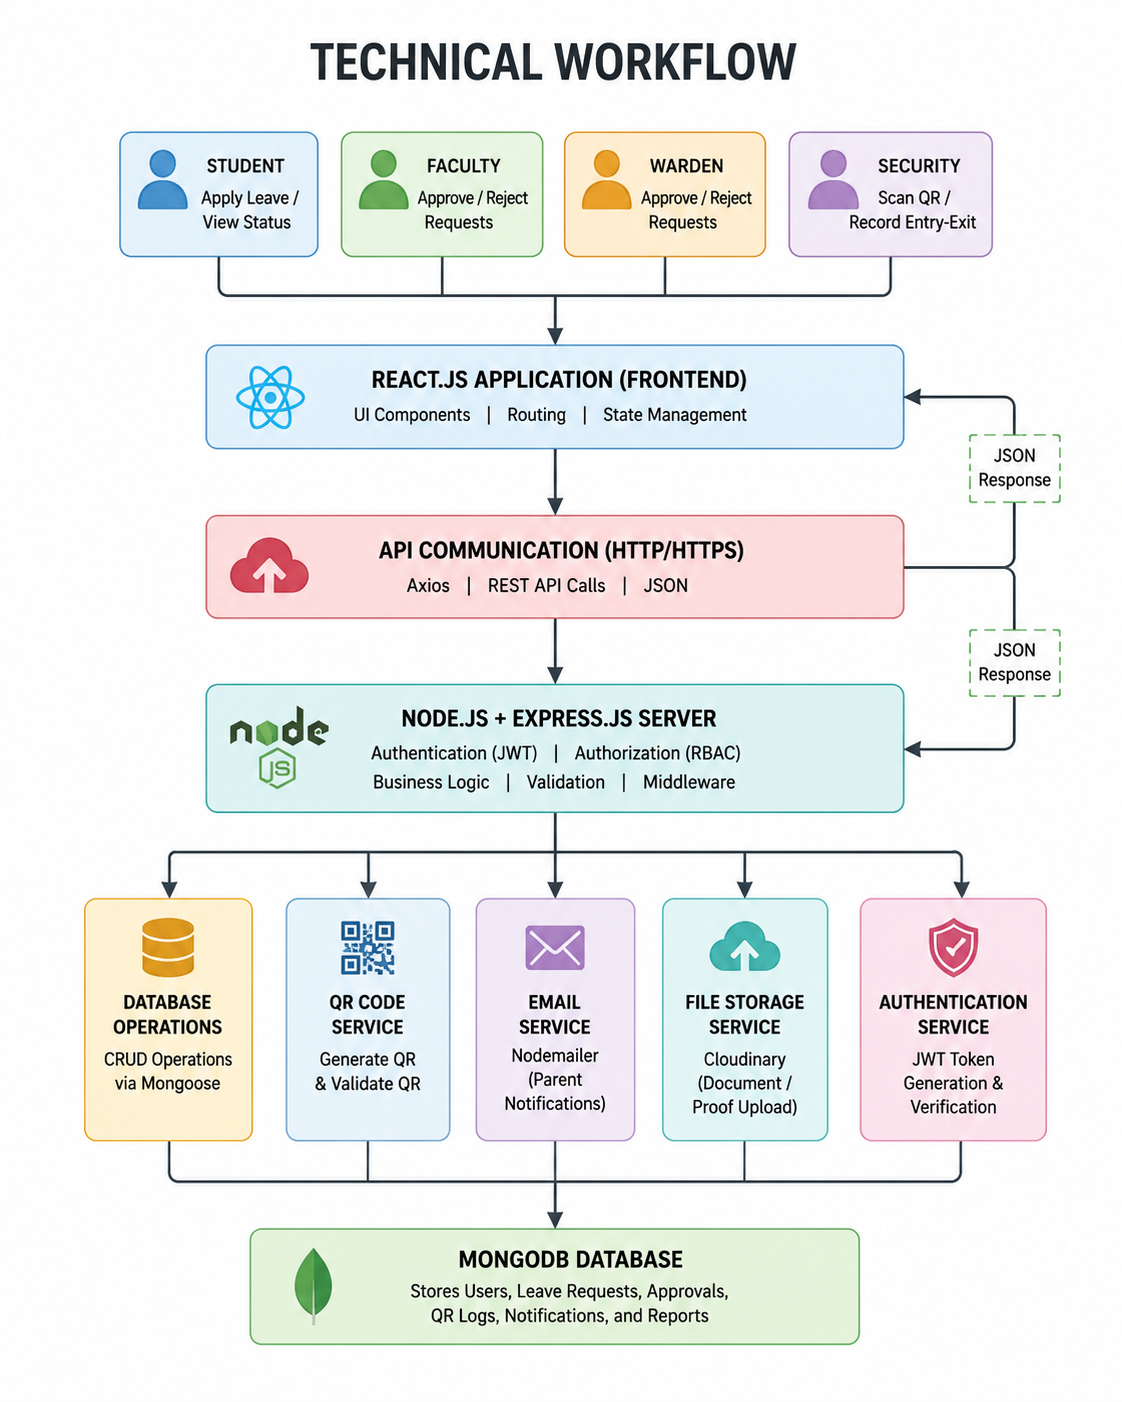 TECHNICAL WORKFLOW
STUDENT
Apply Leave /
View Status
FACULTY
Approve / Reject
Requests
WARDEN
Approve / Reject
Requests
SECURITY
Scan QR /
Record Entry-Exit
REACT.JS APPLICATION (FRONTEND)
UI Components | Routing | State Management
JSON
Response
API COMMUNICATION (HTTP/HTTPS)
Axios | REST API Calls | JSON
JSON
Response
node
JS
NODE.JS + EXPRESS.JS SERVER
Authentication (JWT) | Authorization (RBAC)
Business Logic | Validation | Middleware
DATABASE
OPERATIONS
CRUD Operations
via Mongoose
QR CODE
SERVICE
Generate QR
& Validate QR
EMAIL
SERVICE
Nodemailer
(Parent
Notifications)
FILE STORAGE
SERVICE
Cloudinary
(Document /
Proof Upload)
AUTHENTICATION
SERVICE
JWT Token
Generation &
Verification
MONGODB DATABASE
Stores Users, Leave Requests, Approvals,
QR Logs, Notifications, and Reports